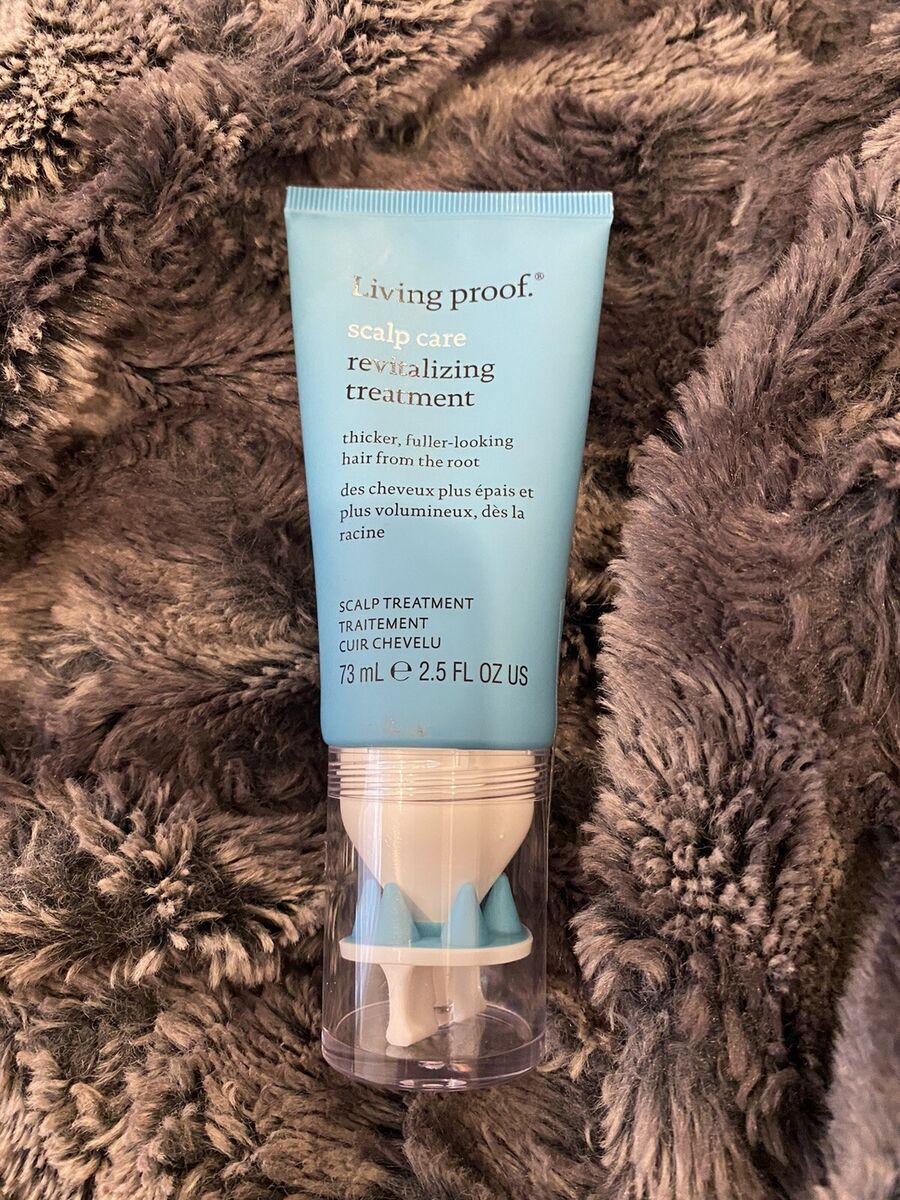 Living proof.®
scalp care
revitalizing
treatment
thicker, fuller-looking
hair from the root
des cheveux plus épais et
plus volumineux, dès la
racine
SCALP TREATMENT
TRAITEMENT
CUIR CHEVELU
73 mL ℮ 2.5 FL OZ US